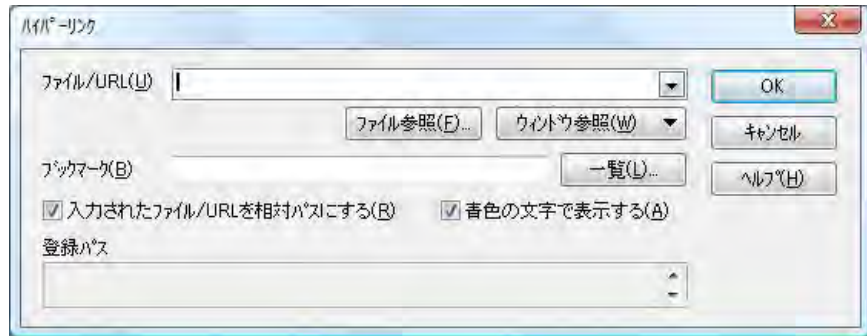 ﾊｲﾊﾟｰﾘﾝｸ
ﾌｧｲﾙ/URL(U)
OK
ﾌｧｲﾙ参照(F)...
ｳｨﾝﾄﾞｳ参照(W)
ｷｬﾝｾﾙ
ﾌﾞｯｸﾏｰｸ(B)
一覧(L)...
ﾍﾙﾌﾟ(H)
入力されたﾌｧｲﾙ/URLを相対ﾊﾟｽにする(R)
青色の文字で表示する(A)
登録ﾊﾟｽ